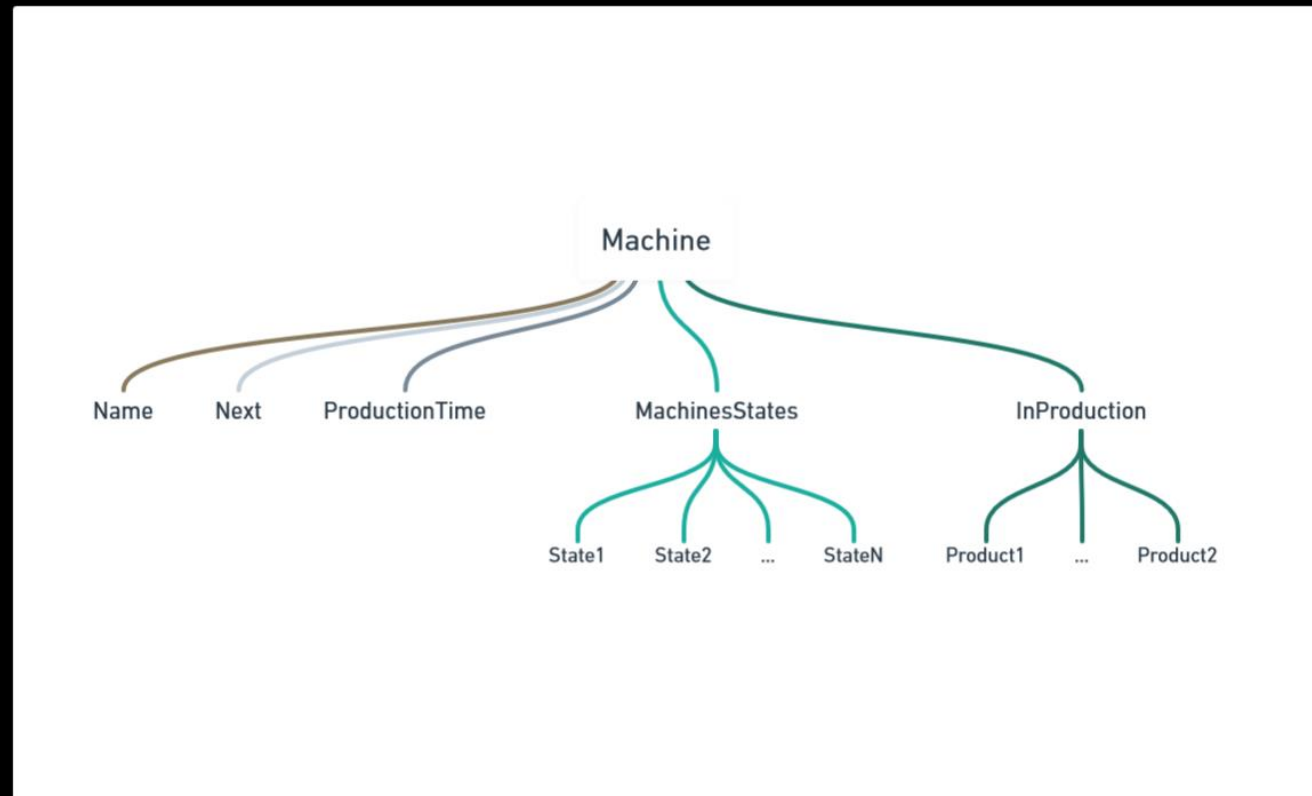 Machine
Name Next ProductionTime MachinesStates InProduction
State1 State2 ... StateN Product1 ... Product2